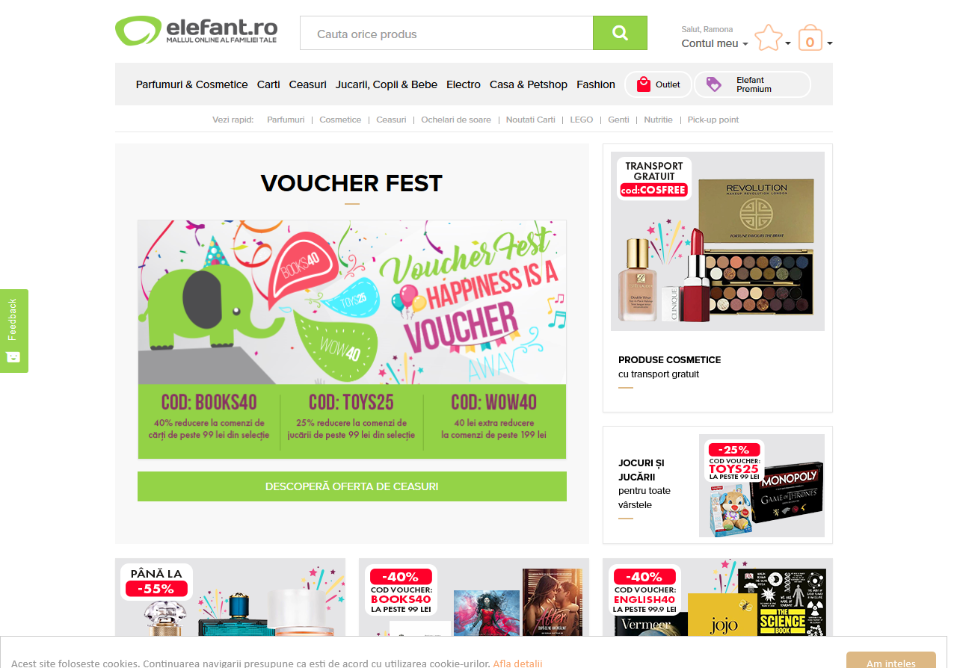 elefant.ro
MALLUL ONLINE AL FAMILIEI TALE
Cauta orice produs
Salut, Ramona
Contul meu
0
Parfumuri & Cosmetice Carti Ceasuri Jucarii, Copii & Bebe Electro Casa & Petshop Fashion Outlet Elefant Premium
Vezi rapid: Parfumuri | Cosmetice | Ceasuri | Ochelari de soare | Noutati Carti | LEGO | Genti | Nutritie | Pick-up point
VOUCHER FEST
BOOKS40
TOYS25
WOW40
Voucher Fest
HAPPINESS IS A
VOUCHER
AWAY
COD: BOOKS40
40% reducere la comenzi de
cărți de peste 99 lei din selecție
COD: TOYS25
25% reducere la comenzi de
jucării de peste 99 lei din selecție
COD: WOW40
40 lei extra reducere
la comenzi de peste 199 lei
DESCOPERĂ OFERTA DE CEASURI
TRANSPORT
GRATUIT
cod:COSFREE
REVOLUTION
CLINIQUE
PRODUSE COSMETICE
cu transport gratuit
JOCURI ȘI
JUCĂRII
pentru toate
vârstele
-25%
COD VOUCHER:
TOYS25
LA PESTE 99 LEI
MONOPOLY
GAME OF THRONES
Feedback
PÂNĂ LA
-55%
-40%
COD VOUCHER:
BOOKS40
LA PESTE 99 LEI
After
-40%
COD VOUCHER:
ENGLISH40
LA PESTE 99.9 LEI
Vermeer
jojo
THE
SCIENCE
BOOK
Acest site foloseste cookies. Continuarea navigarii presupune ca esti de acord cu utilizarea cookie-urilor. Afla detalii
Am inteles